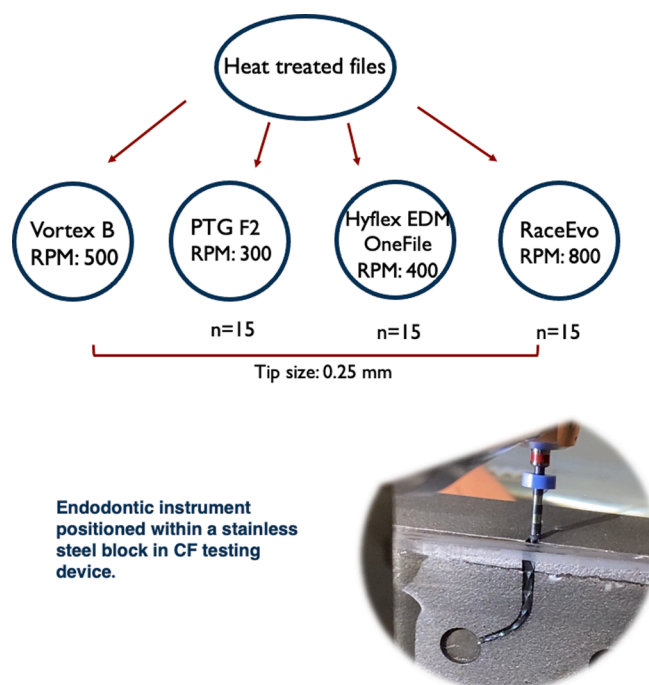 Heat treated files
Vortex B
RPM: 500
PTG F2
RPM: 300
Hyflex EDM
OneFile
RPM: 400
RaceEvo
RPM: 800
n=15
n=15
n=15
Tip size: 0.25 mm
Endodontic instrument
positioned within a stainless
steel block in CF testing
device.